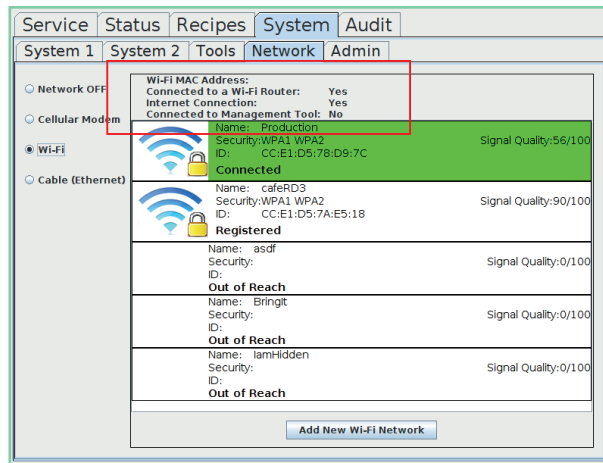 Service Status Recipes System Audit
System 1 System 2 Tools Network Admin
Network OFF
Cellular Modem
Wi-Fi
Cable (Ethernet)
Wi-Fi MAC Address:
Connected to a Wi-Fi Router: Yes
Internet Connection: Yes
Connected to Management Tool: No
Name: Production
Security:WPA1 WPA2 Signal Quality:56/100
ID: CC:E1:D5:78:D9:7C
Connected
Name: cafeRD3
Security:WPA1 WPA2 Signal Quality:90/100
ID: CC:E1:D5:7A:E5:18
Registered
Name: asdf
Security: Signal Quality:0/100
ID:
Out of Reach
Name: BringIt
Security: Signal Quality:0/100
ID:
Out of Reach
Name: IamHidden
Security: Signal Quality:0/100
ID:
Out of Reach
Add New Wi-Fi Network